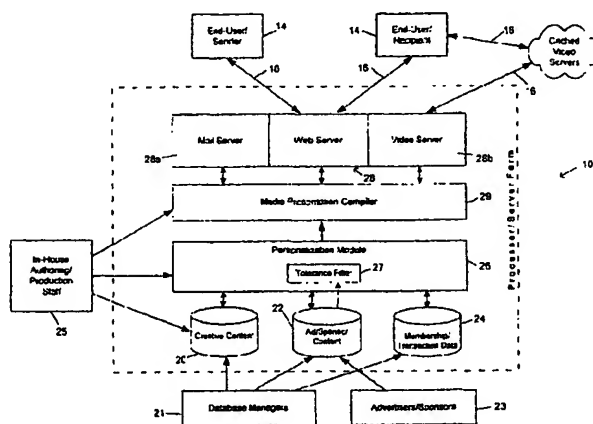 End-User/
Sender
14
End-User/
Recipient
14
16
16
16
16
Cached
Video
Servers
Mail Server
Web Server
Video Server
28a
28
28b
10
Media Presentation Compiler
29
Processor/Server Farm
Personalization Module
26
Tolerance Filter
27
In-House
Authoring/
Production
Staff
25
Creative Content
20
22
Ad/Sponsor
Content
24
Membership/
Transaction Data
21
Database Managers
Advertisers/Sponsors
23